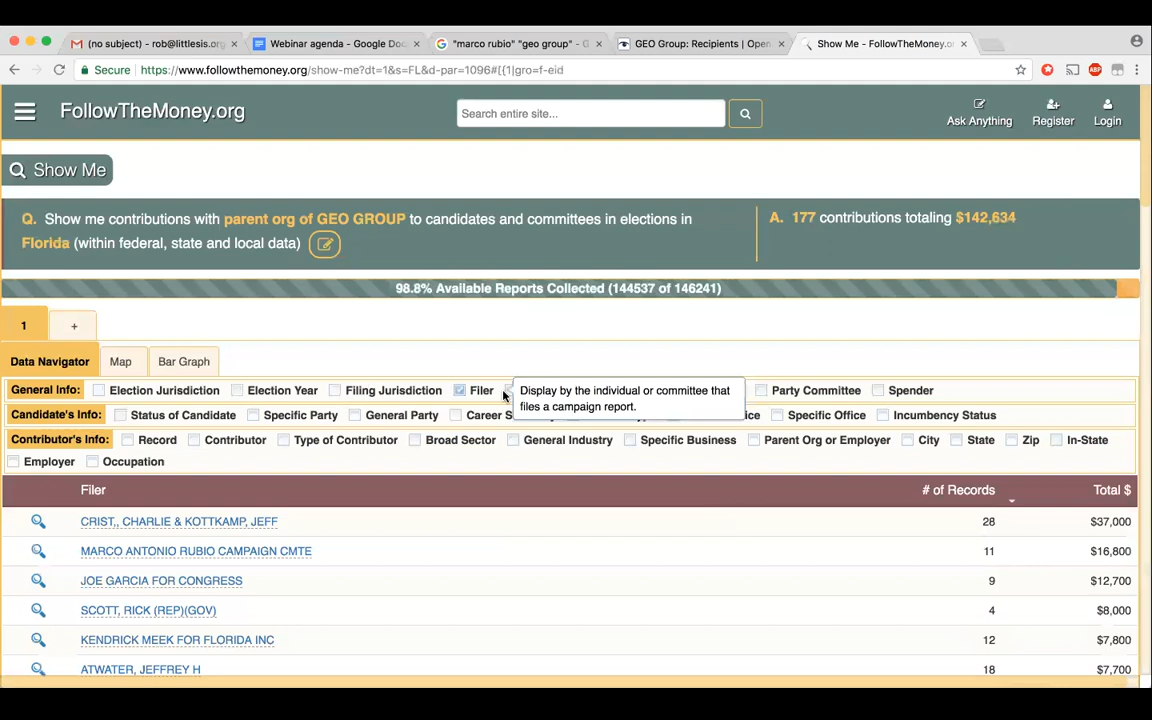 (no subject) - rob@littlesis.org
Webinar agenda - Google Doc
"marco rubio" "geo group" - G
GEO Group: Recipients | Open
Show Me - FollowTheMoney.o
Secure
https://www.followthemoney.org/show-me?dt=1&s=FL&d-par=1096#[{1|gro=f-eid
ABP
FollowTheMoney.org
Search entire site...
Ask Anything
Register
Login
Show Me
Q. Show me contributions with parent org of GEO GROUP to candidates and committees in elections in
Florida (within federal, state and local data)
A. 177 contributions totaling $142,634
98.8% Available Reports Collected (144537 of 146241)
1
+
Data Navigator
Map
Bar Graph
General Info: Election Jurisdiction Election Year Filing Jurisdiction Filer Party Committee Spender
Display by the individual or committee that
files a campaign report.
Candidate's Info: Status of Candidate Specific Party General Party Career S Specific Office Incumbency Status
Contributor's Info: Record Contributor Type of Contributor Broad Sector General Industry Specific Business Parent Org or Employer City State Zip In-State
Employer Occupation
Filer # of Records Total $
CRIST,, CHARLIE & KOTTKAMP, JEFF 28 $37,000
MARCO ANTONIO RUBIO CAMPAIGN CMTE 11 $16,800
JOE GARCIA FOR CONGRESS 9 $12,700
SCOTT, RICK (REP)(GOV) 4 $8,000
KENDRICK MEEK FOR FLORIDA INC 12 $7,800
ATWATER, JEFFREY H 18 $7,700